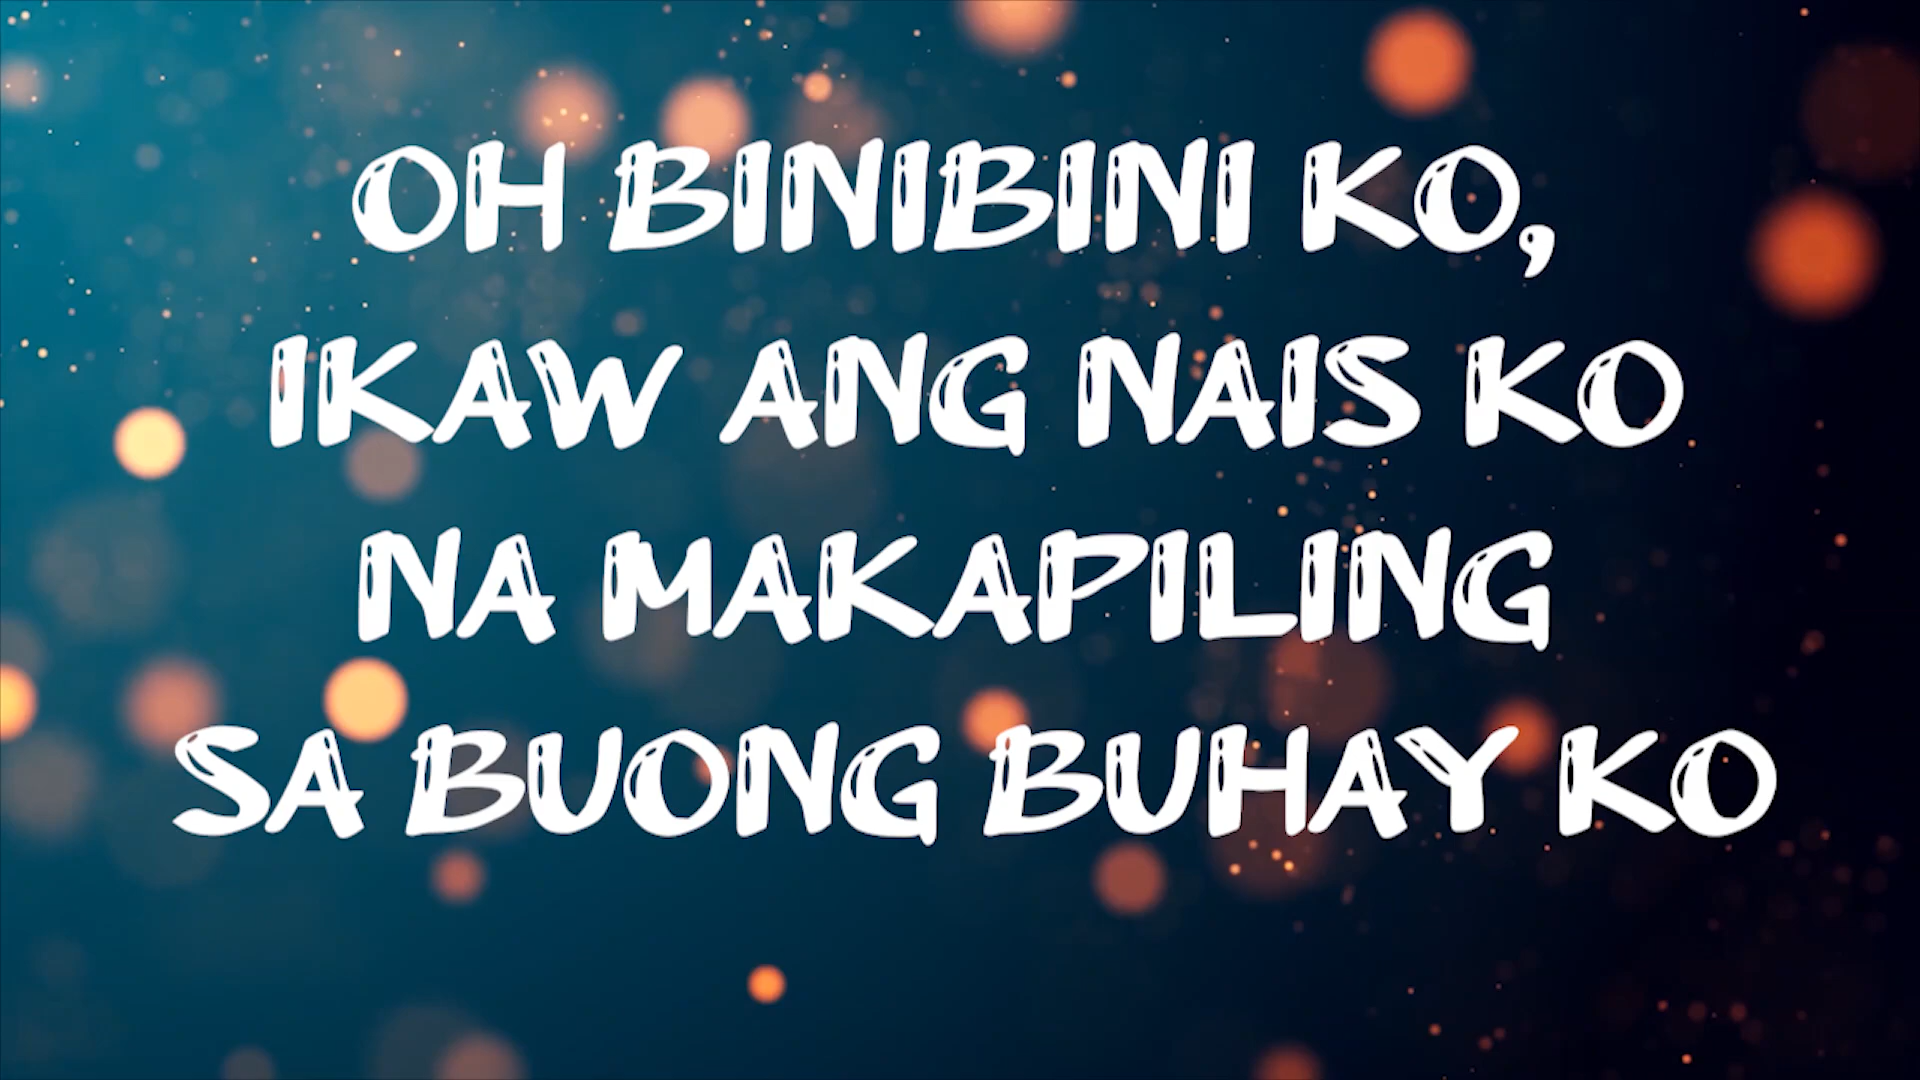 OH BINIBINI KO,
IKAW ANG NAIS KO
NA MAKAPILING
SA BUONG BUHAY KO